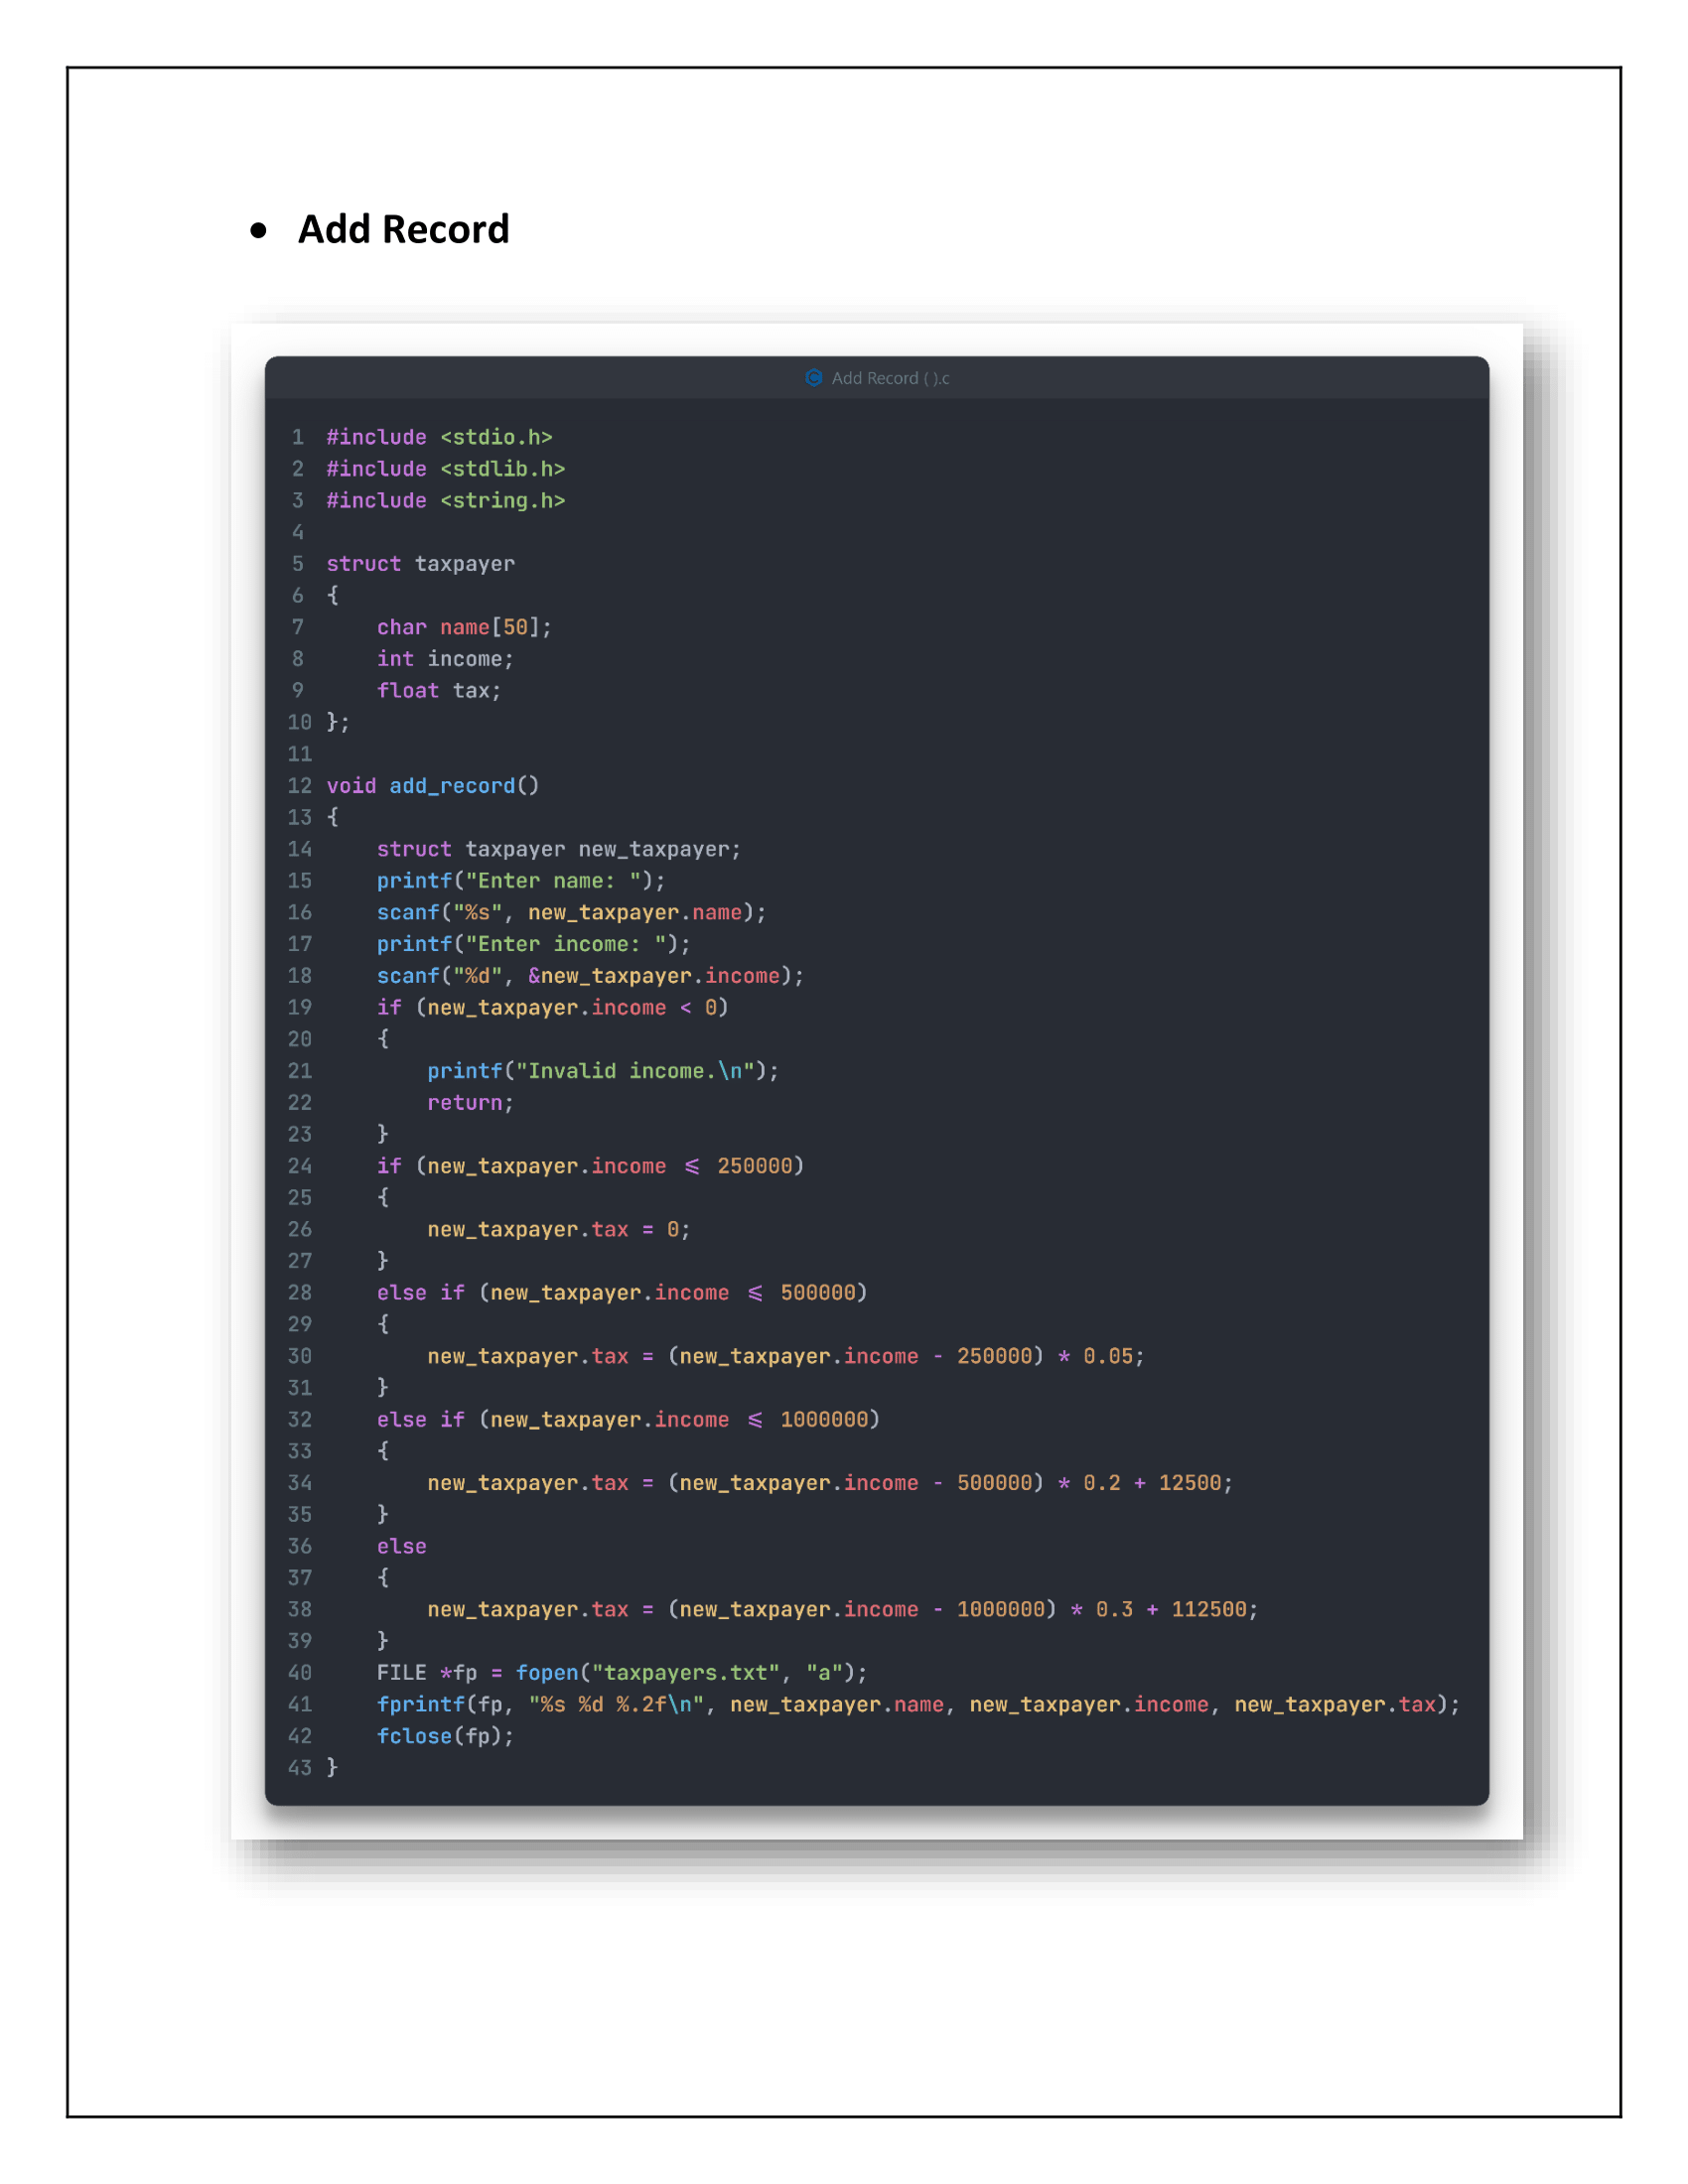 • Add Record
Add Record ( ).c
1 #include <stdio.h>
2 #include <stdlib.h>
3 #include <string.h>
4
5 struct taxpayer
6 {
7     char name[50];
8     int income;
9     float tax;
10 };
11
12 void add_record()
13 {
14     struct taxpayer new_taxpayer;
15     printf("Enter name: ");
16     scanf("%s", new_taxpayer.name);
17     printf("Enter income: ");
18     scanf("%d", &new_taxpayer.income);
19     if (new_taxpayer.income < 0)
20     {
21         printf("Invalid income.\n");
22         return;
23     }
24     if (new_taxpayer.income ⩽ 250000)
25     {
26         new_taxpayer.tax = 0;
27     }
28     else if (new_taxpayer.income ⩽ 500000)
29     {
30         new_taxpayer.tax = (new_taxpayer.income - 250000) * 0.05;
31     }
32     else if (new_taxpayer.income ⩽ 1000000)
33     {
34         new_taxpayer.tax = (new_taxpayer.income - 500000) * 0.2 + 12500;
35     }
36     else
37     {
38         new_taxpayer.tax = (new_taxpayer.income - 1000000) * 0.3 + 112500;
39     }
40     FILE *fp = fopen("taxpayers.txt", "a");
41     fprintf(fp, "%s %d %.2f\n", new_taxpayer.name, new_taxpayer.income, new_taxpayer.tax);
42     fclose(fp);
43 }